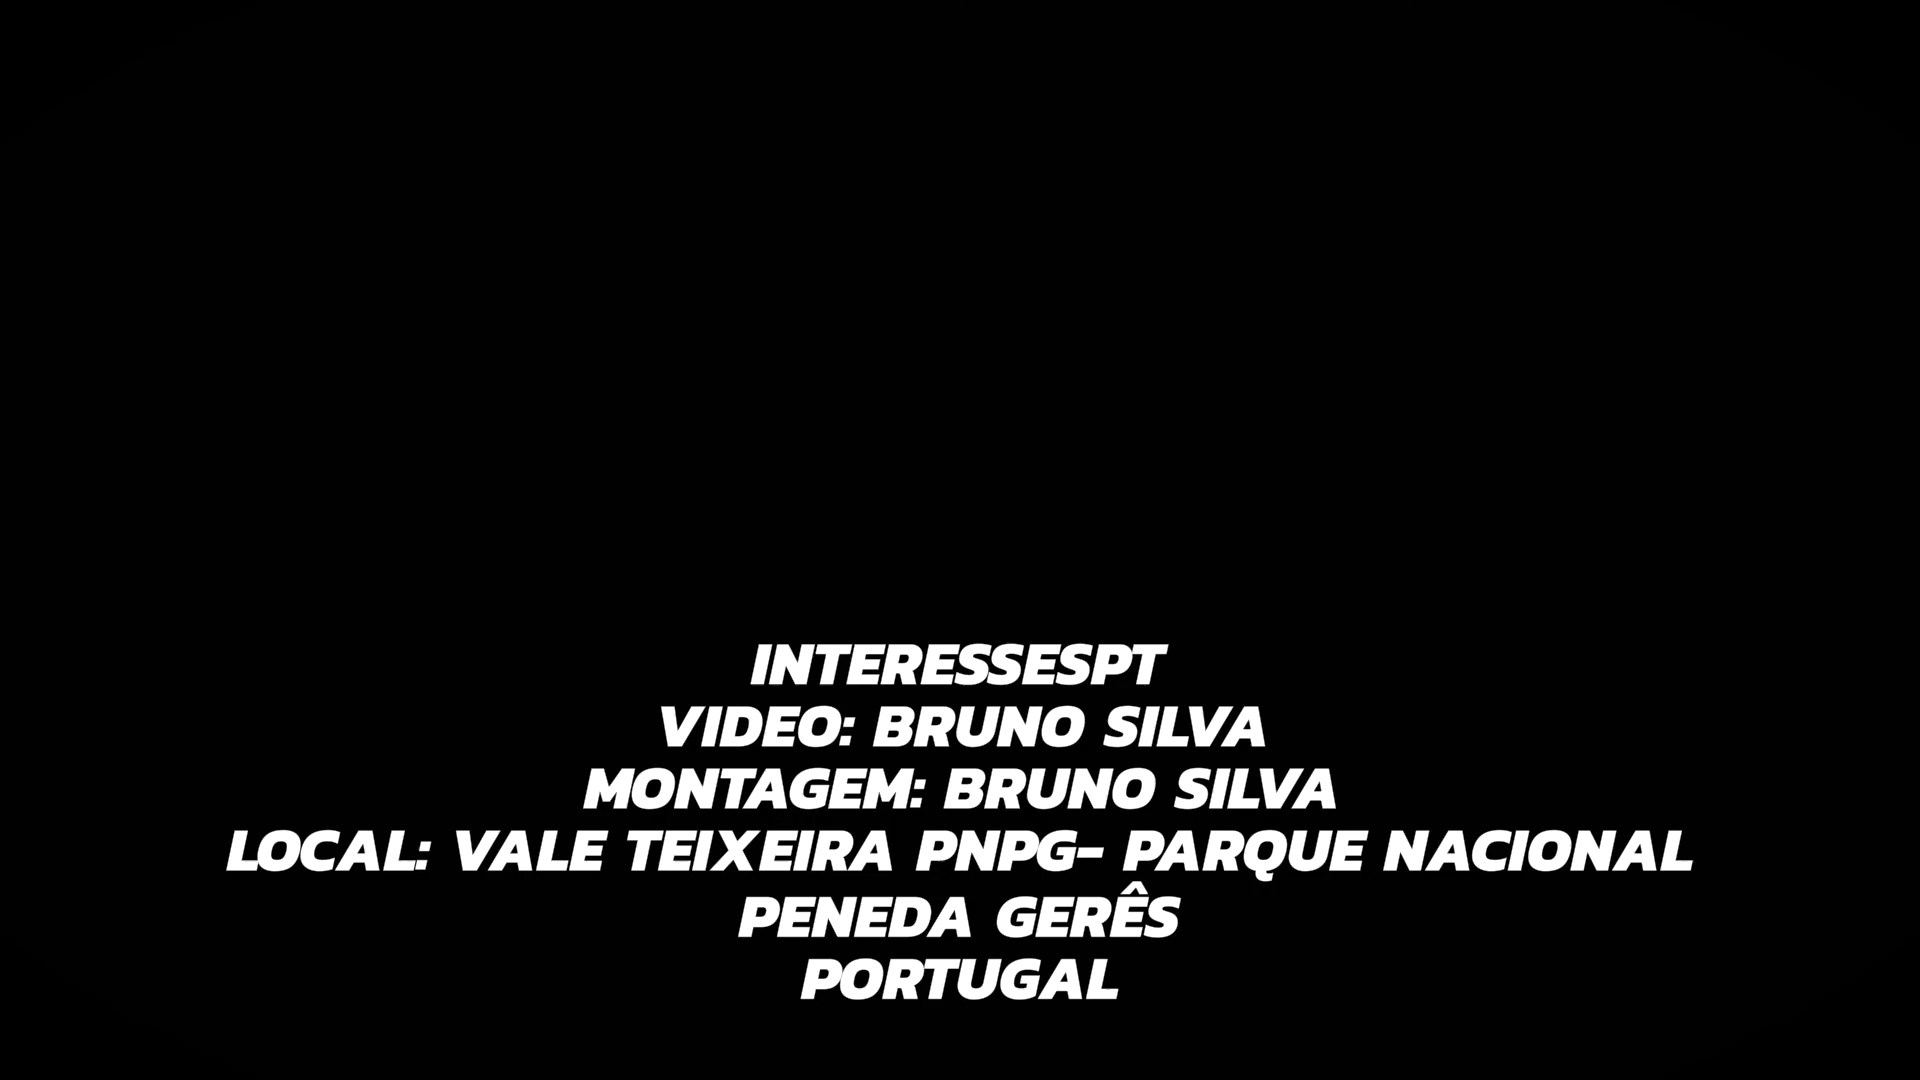 INTERESSESPT
VIDEO: BRUNO SILVA
MONTAGEM: BRUNO SILVA
LOCAL: VALE TEIXEIRA PNPG- PARQUE NACIONAL
PENEDA GERÊS
PORTUGAL